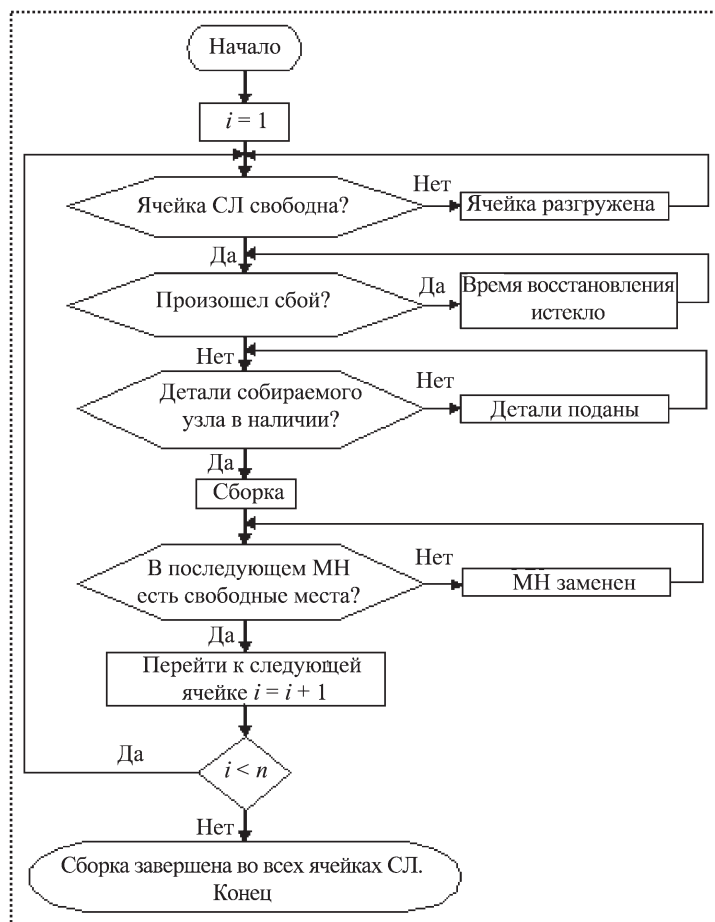 Начало
i = 1
Ячейка СЛ свободна?
Нет
Ячейка разгружена
Да
Произошел сбой?
Да
Время восстановления
истекло
Нет
Детали собираемого
узла в наличии?
Нет
Детали поданы
Да
Сборка
В последующем МН
есть свободные места?
Нет
МН заменен
Да
Перейти к следующей
ячейке i = i + 1
Да
i < n
Нет
Сборка завершена во всех ячейках СЛ.
Конец